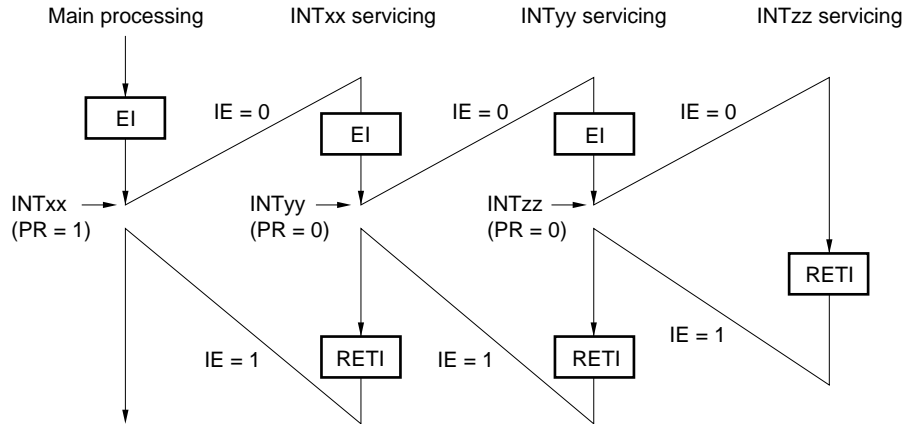 Main processing
INTxx servicing
INTyy servicing
INTzz servicing
EI
IE = 0
EI
IE = 0
EI
IE = 0
INTxx
(PR = 1)
INTyy
(PR = 0)
INTzz
(PR = 0)
RETI
IE = 1
RETI
IE = 1
RETI
IE = 1